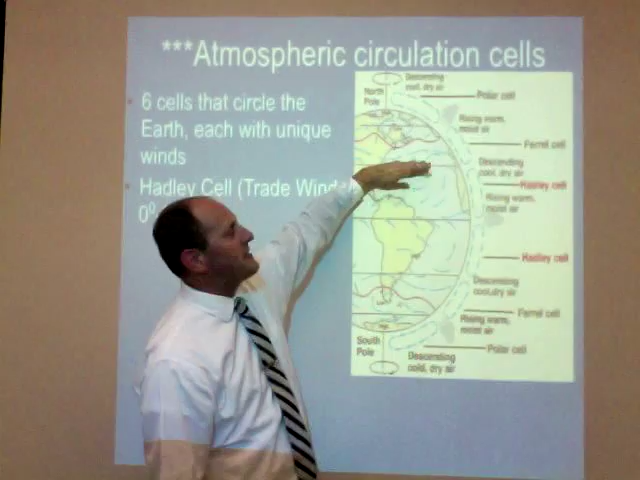 ***Atmospheric circulation cells
6 cells that circle the
Earth, each with unique
winds
Hadley Cell (Trade Wind
0º
Descending
cool, dry air
North
Pole
Polar cell
Rising warm,
moist air
Ferrel cell
Descending
cool, dry air
Hadley cell
Rising warm,
moist air
Hadley cell
Descending
cool,dry air
Ferrel cell
Rising warm,
moist air
South
Pole
Polar cell
Descending
cold, dry air